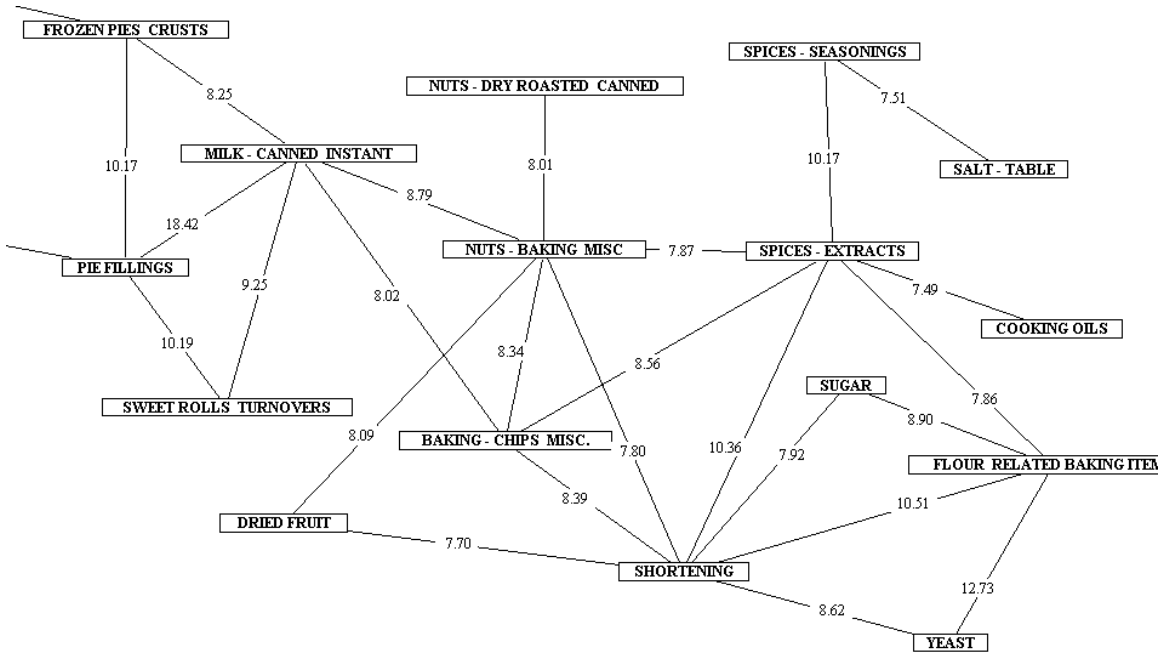 FROZEN PIES CRUSTS
SPICES - SEASONINGS
NUTS - DRY ROASTED CANNED
8.25
7.51
MILK - CANNED INSTANT
10.17
8.01
10.17
SALT - TABLE
8.79
18.42
NUTS - BAKING MISC
7.87
SPICES - EXTRACTS
PIE FILLINGS
9.25
8.02
7.49
COOKING OILS
10.19
8.34
8.56
SUGAR
7.86
SWEET ROLLS TURNOVERS
8.90
8.09
BAKING - CHIPS MISC.
7.80
10.36
7.92
FLOUR RELATED BAKING ITEM
8.39
10.51
DRIED FRUIT
7.70
SHORTENING
12.73
8.62
YEAST